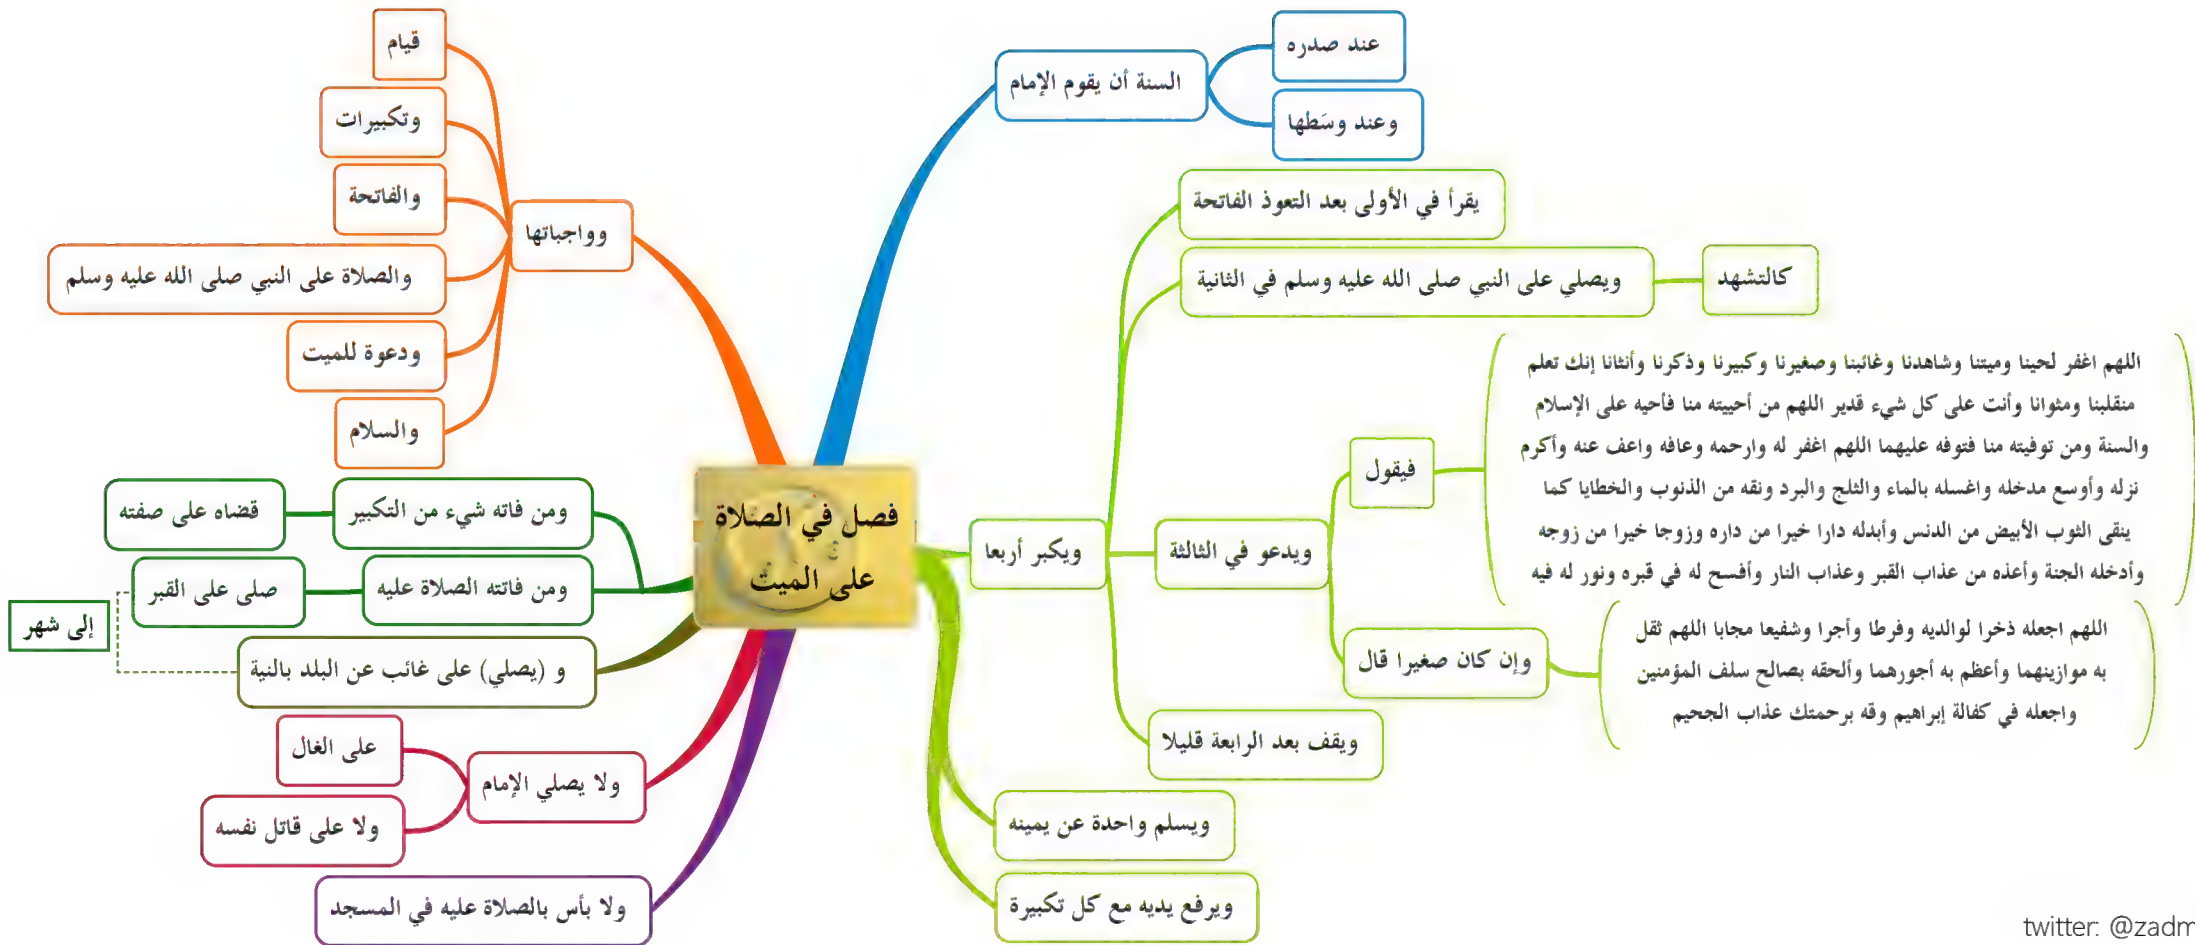 فصل في الصلاة
على الميت
السنة أن يقوم الإمام
عند صدره
وعند وسَطها
ويكبر أربعا
يقرأ في الأولى بعد التعوذ الفاتحة
ويصلي على النبي صلى الله عليه وسلم في الثانية
كالتشهد
ويدعو في الثالثة
فيقول
اللهم اغفر لحينا وميتنا وشاهدنا وغائبنا وصغيرنا وكبيرنا وذكرنا وأنثانا إنك تعلم
منقلبنا ومثوانا وأنت على كل شيء قدير اللهم من أحييته منا فأحيه على الإسلام
والسنة ومن توفيته منا فتوفه عليهما اللهم اغفر له وارحمه وعافه واعف عنه وأكرم
نزله وأوسع مدخله واغسله بالماء والثلج والبرد ونقه من الذنوب والخطايا كما
ينقى الثوب الأبيض من الدنس وأبدله دارا خيرا من داره وزوجا خيرا من زوجه
وأدخله الجنة وأعذه من عذاب القبر وعذاب النار وأفسح له في قبره ونور له فيه
وإن كان صغيرا قال
اللهم اجعله ذخرا لوالديه وفرطا وأجرا وشفيعا مجابا اللهم ثقل
به موازينهما وأعظم به أجورهما وألحقه بصالح سلف المؤمنين
واجعله في كفالة إبراهيم وقه برحمتك عذاب الجحيم
ويقف بعد الرابعة قليلا
ويسلم واحدة عن يمينه
ويرفع يديه مع كل تكبيرة
وواجباتها
قيام
وتكبيرات
والفاتحة
والصلاة على النبي صلى الله عليه وسلم
ودعوة للميت
والسلام
ومن فاته شيء من التكبير
قضاه على صفته
ومن فاتته الصلاة عليه
صلى على القبر
إلى شهر
و (يصلي) على غائب عن البلد بالنية
ولا يصلي الإمام
على الغال
ولا على قاتل نفسه
ولا بأس بالصلاة عليه في المسجد
twitter: @zadm